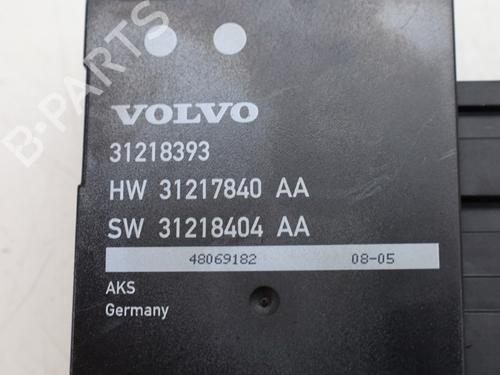 VOLVO
31218393
HW 31217840 AA
SW 31218404 AA
48069182 08-05
AKS
Germany
B-PARTS